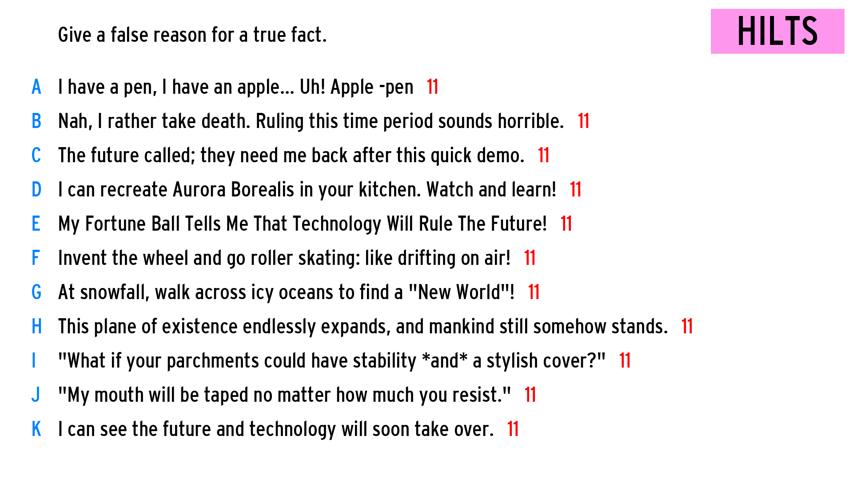 Give a false reason for a true fact.
HILTS
A I have a pen, I have an apple... Uh! Apple -pen 11
B Nah, I rather take death. Ruling this time period sounds horrible. 11
C The future called; they need me back after this quick demo. 11
D I can recreate Aurora Borealis in your kitchen. Watch and learn! 11
E My Fortune Ball Tells Me That Technology Will Rule The Future! 11
F Invent the wheel and go roller skating: like drifting on air! 11
G At snowfall, walk across icy oceans to find a "New World"! 11
H This plane of existence endlessly expands, and mankind still somehow stands. 11
I "What if your parchments could have stability *and* a stylish cover?" 11
J "My mouth will be taped no matter how much you resist." 11
K I can see the future and technology will soon take over. 11